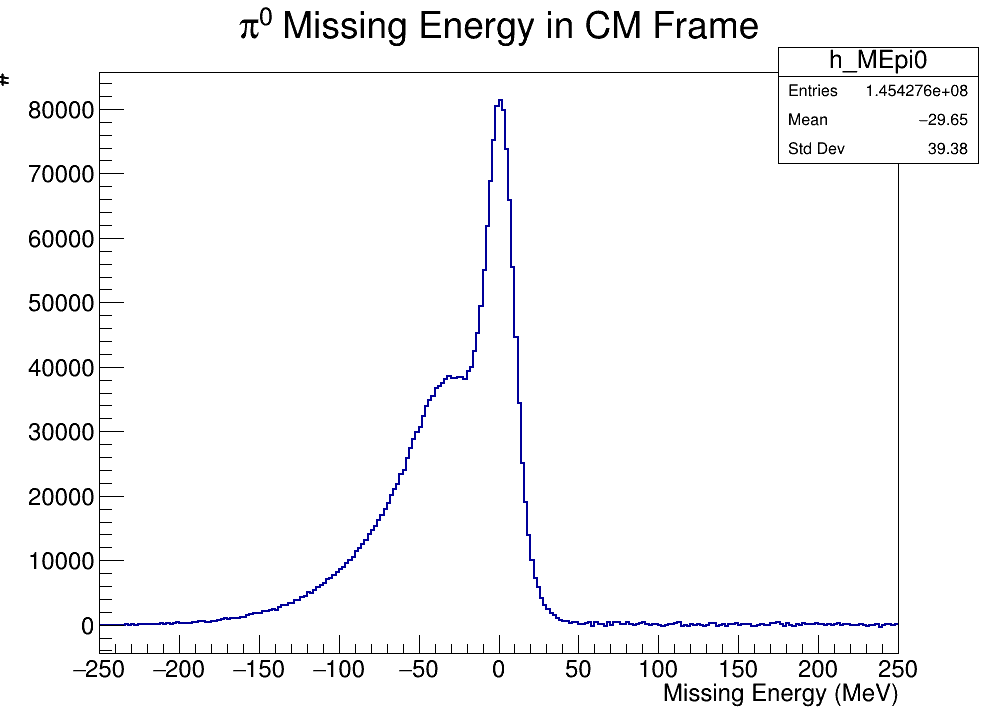 π⁰ Missing Energy in CM Frame
#
h_MEpi0
Entries 1.454276e+08
Mean −29.65
Std Dev 39.38
80000
70000
60000
50000
40000
30000
20000
10000
0
−250 −200 −150 −100 −50 0 50 100 150 200 250
Missing Energy (MeV)